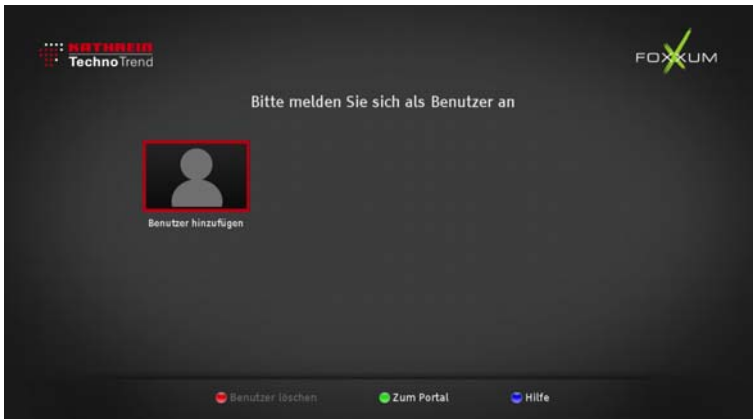 KATHREIN
TechnoTrend
FOXXUM
Bitte melden Sie sich als Benutzer an
Benutzer hinzufügen
Benutzer löschen
Zum Portal
Hilfe